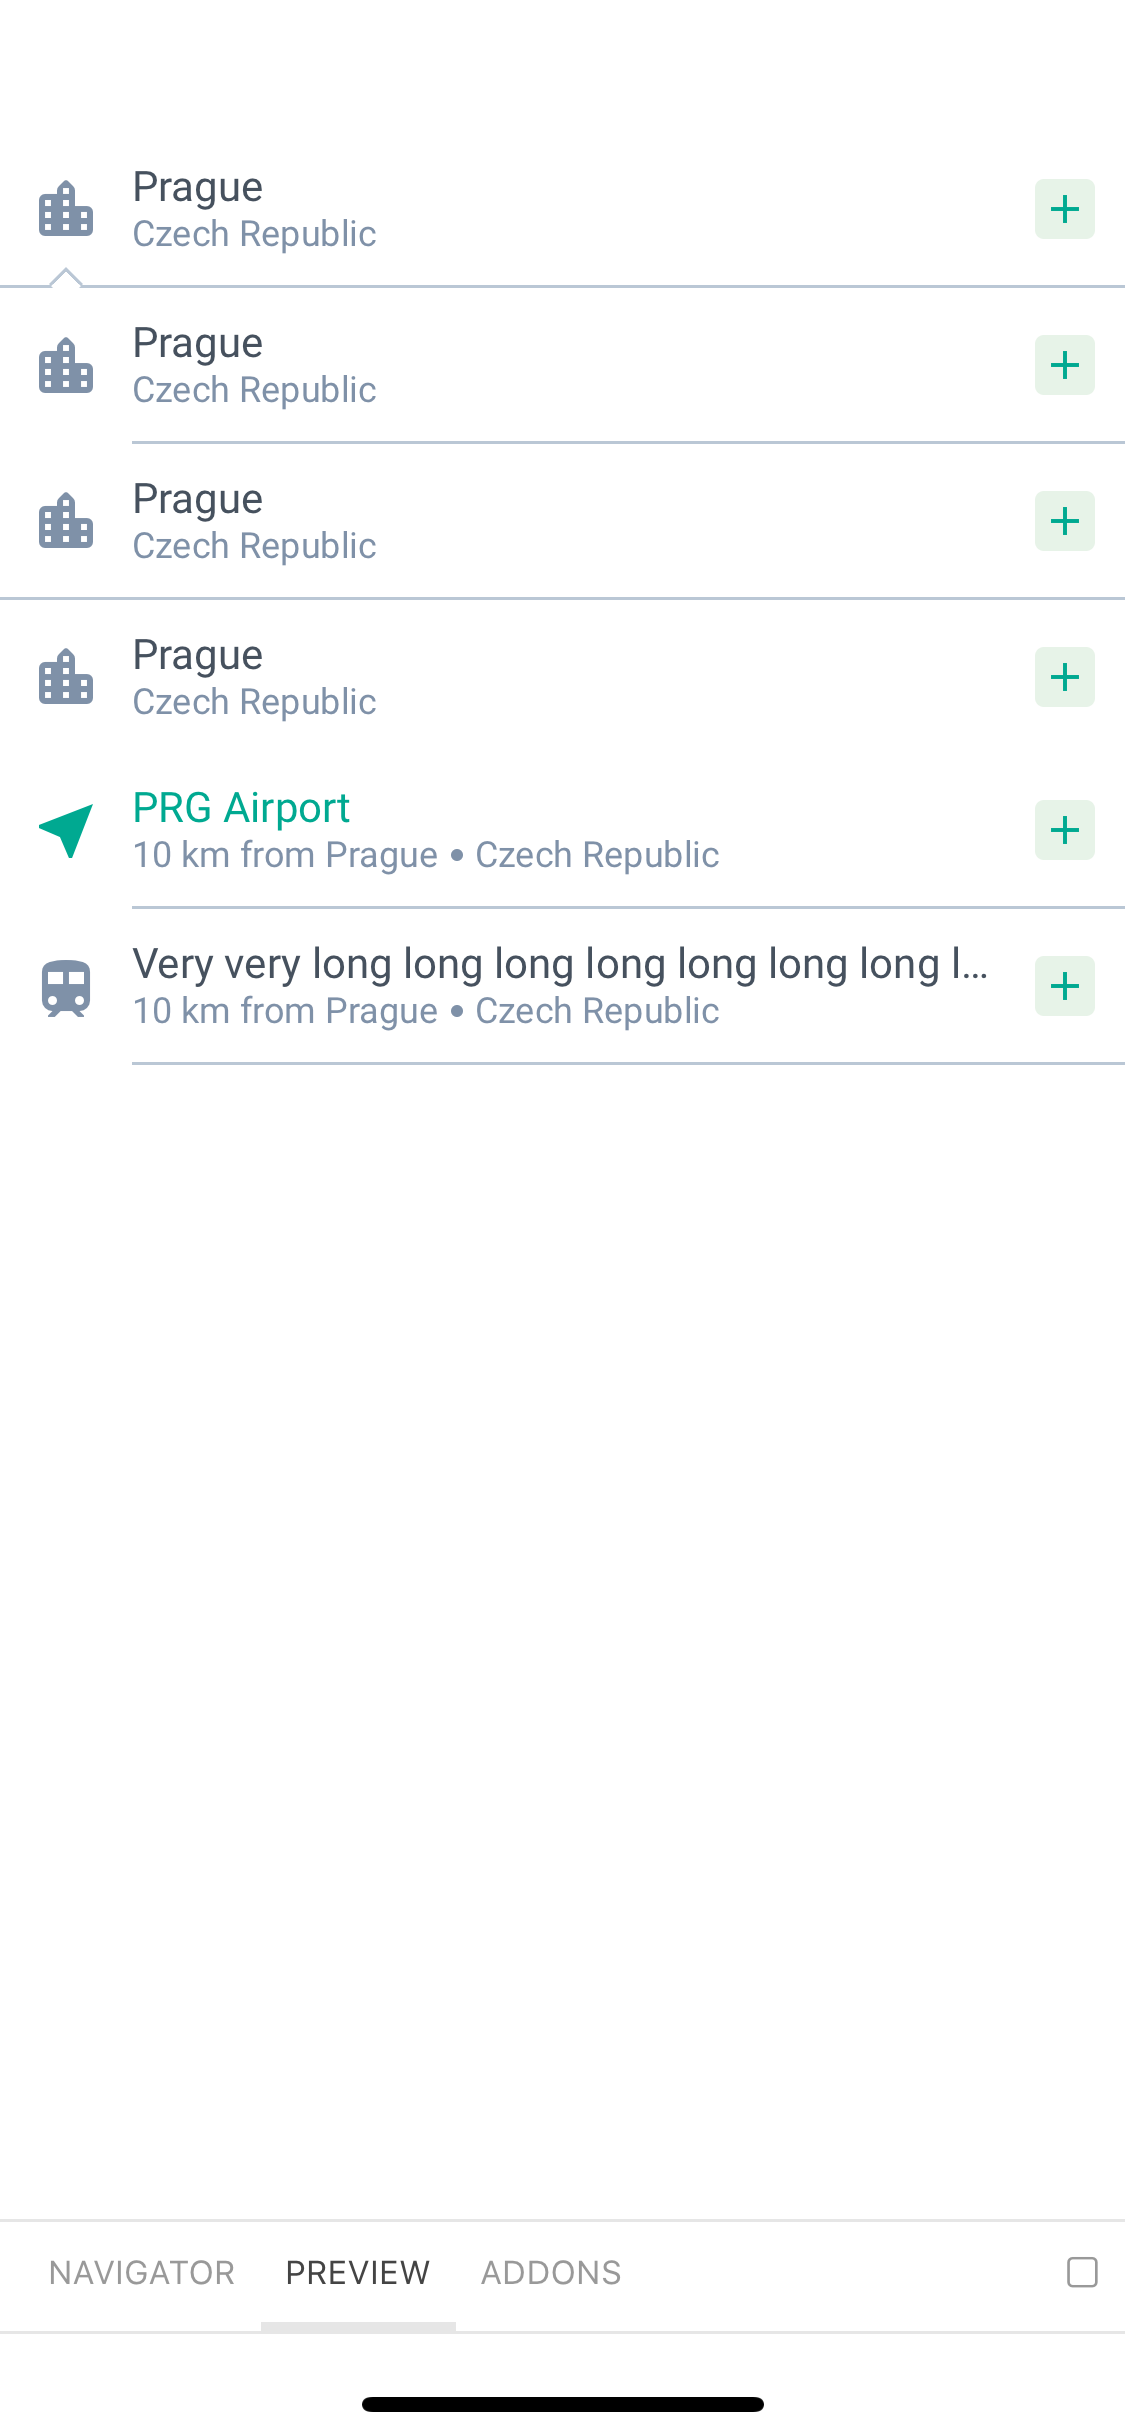 Prague
Czech Republic
Prague
Czech Republic
Prague
Czech Republic
Prague
Czech Republic
PRG Airport
10 km from Prague • Czech Republic
Very very long long long long long long long l...
10 km from Prague • Czech Republic
NAVIGATOR PREVIEW ADDONS